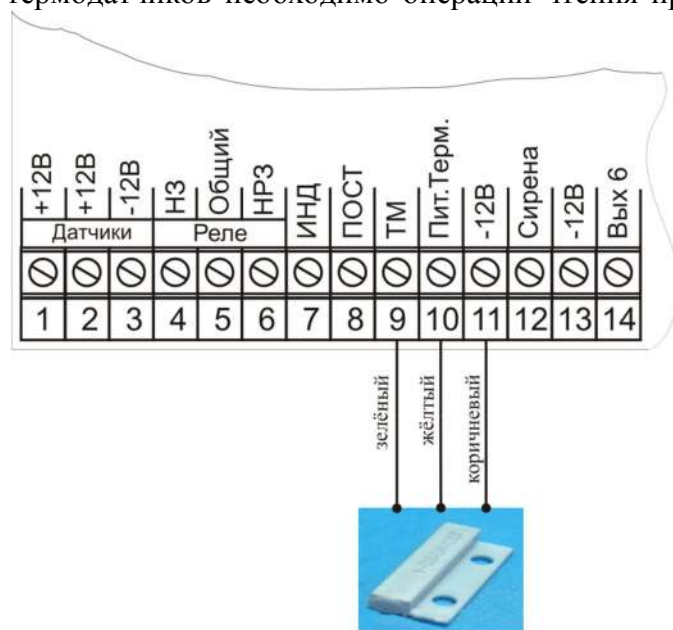 термодатчиков необходимо операции чтения пр
+12В +12В -12В НЗ Общий НРЗ ИНД ПОСТ ТМ Пит.Терм. -12В Сирена -12В Вых 6
Датчики Реле
1 2 3 4 5 6 7 8 9 10 11 12 13 14
зелёный жёлтый коричневый